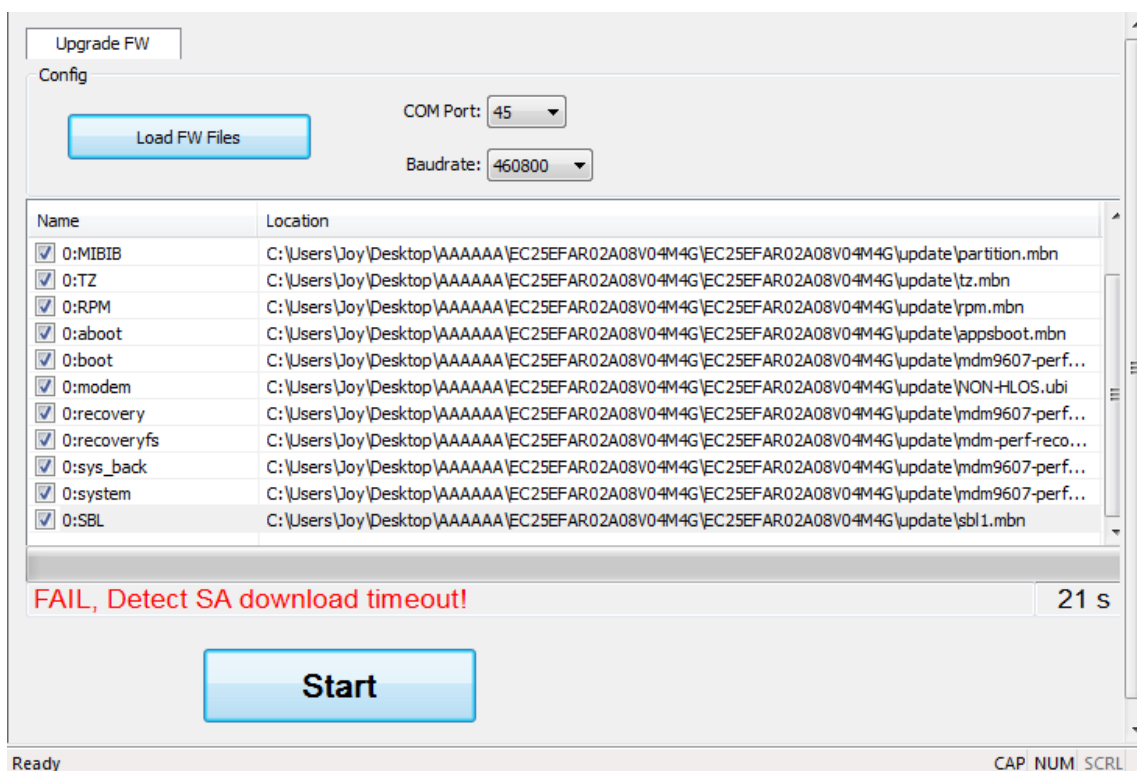 Upgrade FW
Config
Load FW Files
COM Port: 45
Baudrate: 460800
Name Location
0:MIBIB C:\Users\Joy\Desktop\AAAAAA\EC25EFAR02A08V04M4G\EC25EFAR02A08V04M4G\update\partition.mbn
0:TZ C:\Users\Joy\Desktop\AAAAAA\EC25EFAR02A08V04M4G\EC25EFAR02A08V04M4G\update\tz.mbn
0:RPM C:\Users\Joy\Desktop\AAAAAA\EC25EFAR02A08V04M4G\EC25EFAR02A08V04M4G\update\rpm.mbn
0:aboot C:\Users\Joy\Desktop\AAAAAA\EC25EFAR02A08V04M4G\EC25EFAR02A08V04M4G\update\appsboot.mbn
0:boot C:\Users\Joy\Desktop\AAAAAA\EC25EFAR02A08V04M4G\EC25EFAR02A08V04M4G\update\mdm9607-perf...
0:modem C:\Users\Joy\Desktop\AAAAAA\EC25EFAR02A08V04M4G\EC25EFAR02A08V04M4G\update\NON-HLOS.ubi
0:recovery C:\Users\Joy\Desktop\AAAAAA\EC25EFAR02A08V04M4G\EC25EFAR02A08V04M4G\update\mdm9607-perf...
0:recoveryfs C:\Users\Joy\Desktop\AAAAAA\EC25EFAR02A08V04M4G\EC25EFAR02A08V04M4G\update\mdm-perf-reco...
0:sys_back C:\Users\Joy\Desktop\AAAAAA\EC25EFAR02A08V04M4G\EC25EFAR02A08V04M4G\update\mdm9607-perf...
0:system C:\Users\Joy\Desktop\AAAAAA\EC25EFAR02A08V04M4G\EC25EFAR02A08V04M4G\update\mdm9607-perf...
0:SBL C:\Users\Joy\Desktop\AAAAAA\EC25EFAR02A08V04M4G\EC25EFAR02A08V04M4G\update\sbl1.mbn
FAIL, Detect SA download timeout! 21 s
Start
Ready CAP NUM SCRL